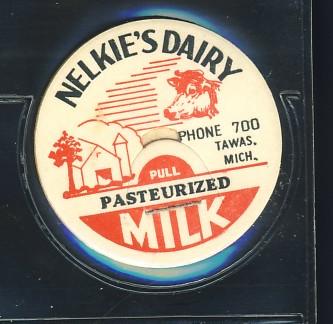 NELKIE'S DAIRY
PHONE 700
TAWAS,
MICH.
PULL
PASTEURIZED
MILK